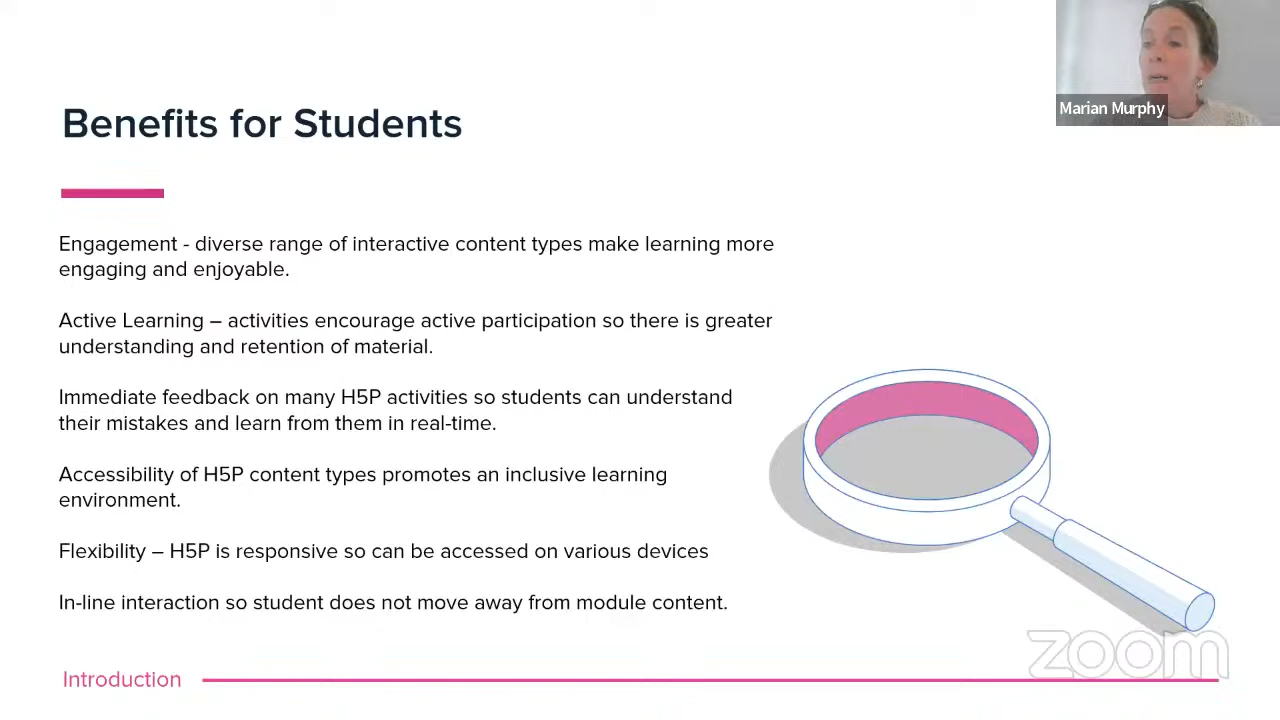 Marian Murphy
Benefits for Students
Engagement - diverse range of interactive content types make learning more
engaging and enjoyable.
Active Learning – activities encourage active participation so there is greater
understanding and retention of material.
Immediate feedback on many H5P activities so students can understand
their mistakes and learn from them in real-time.
Accessibility of H5P content types promotes an inclusive learning
environment.
Flexibility – H5P is responsive so can be accessed on various devices
In-line interaction so student does not move away from module content.
zoom
Introduction